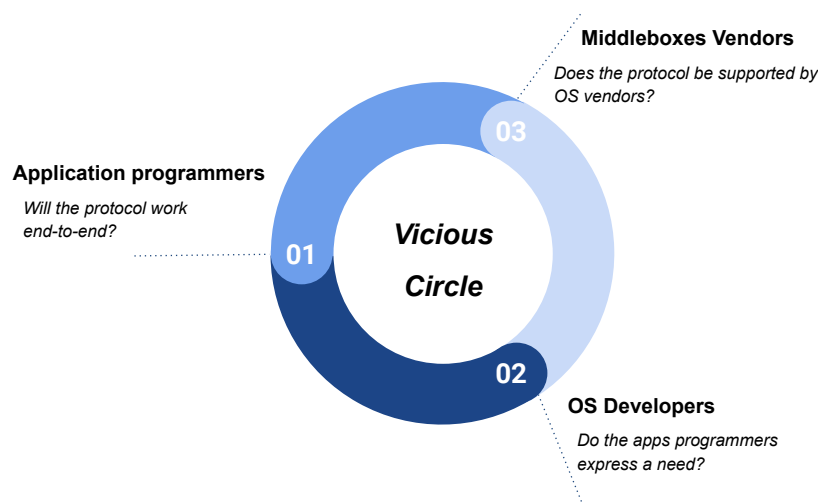 Middleboxes Vendors
Does the protocol be supported by
OS vendors?
03
Application programmers
Will the protocol work
end-to-end?
01
Vicious
Circle
02
OS Developers
Do the apps programmers
express a need?